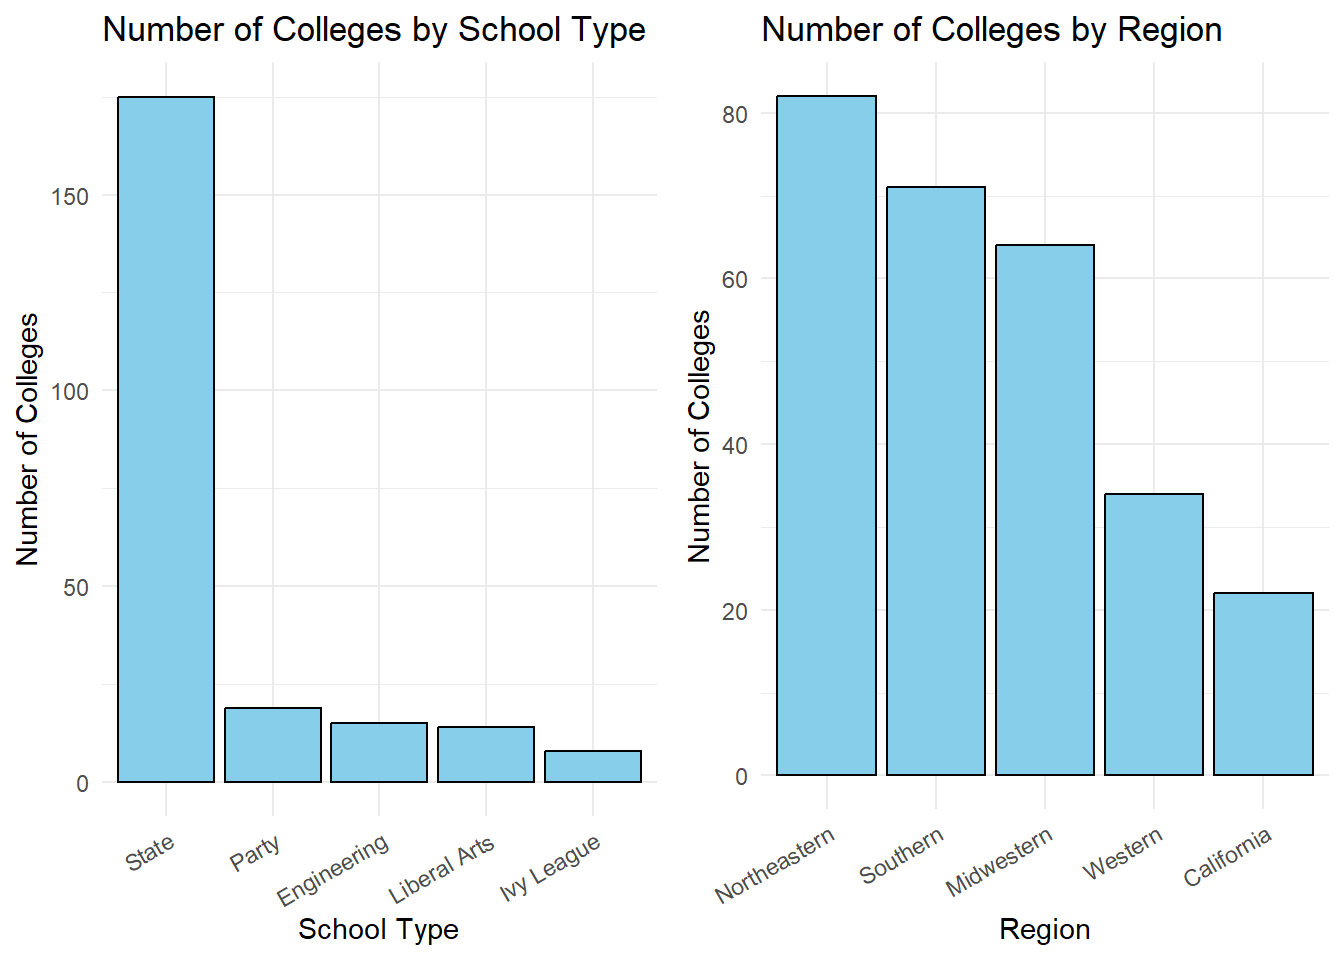 Number of Colleges by School Type
Number of Colleges
150
100
50
0
State
Party
Engineering
Liberal Arts
Ivy League
School Type
Number of Colleges by Region
Number of Colleges
80
60
40
20
0
Northeastern
Southern
Midwestern
Western
California
Region